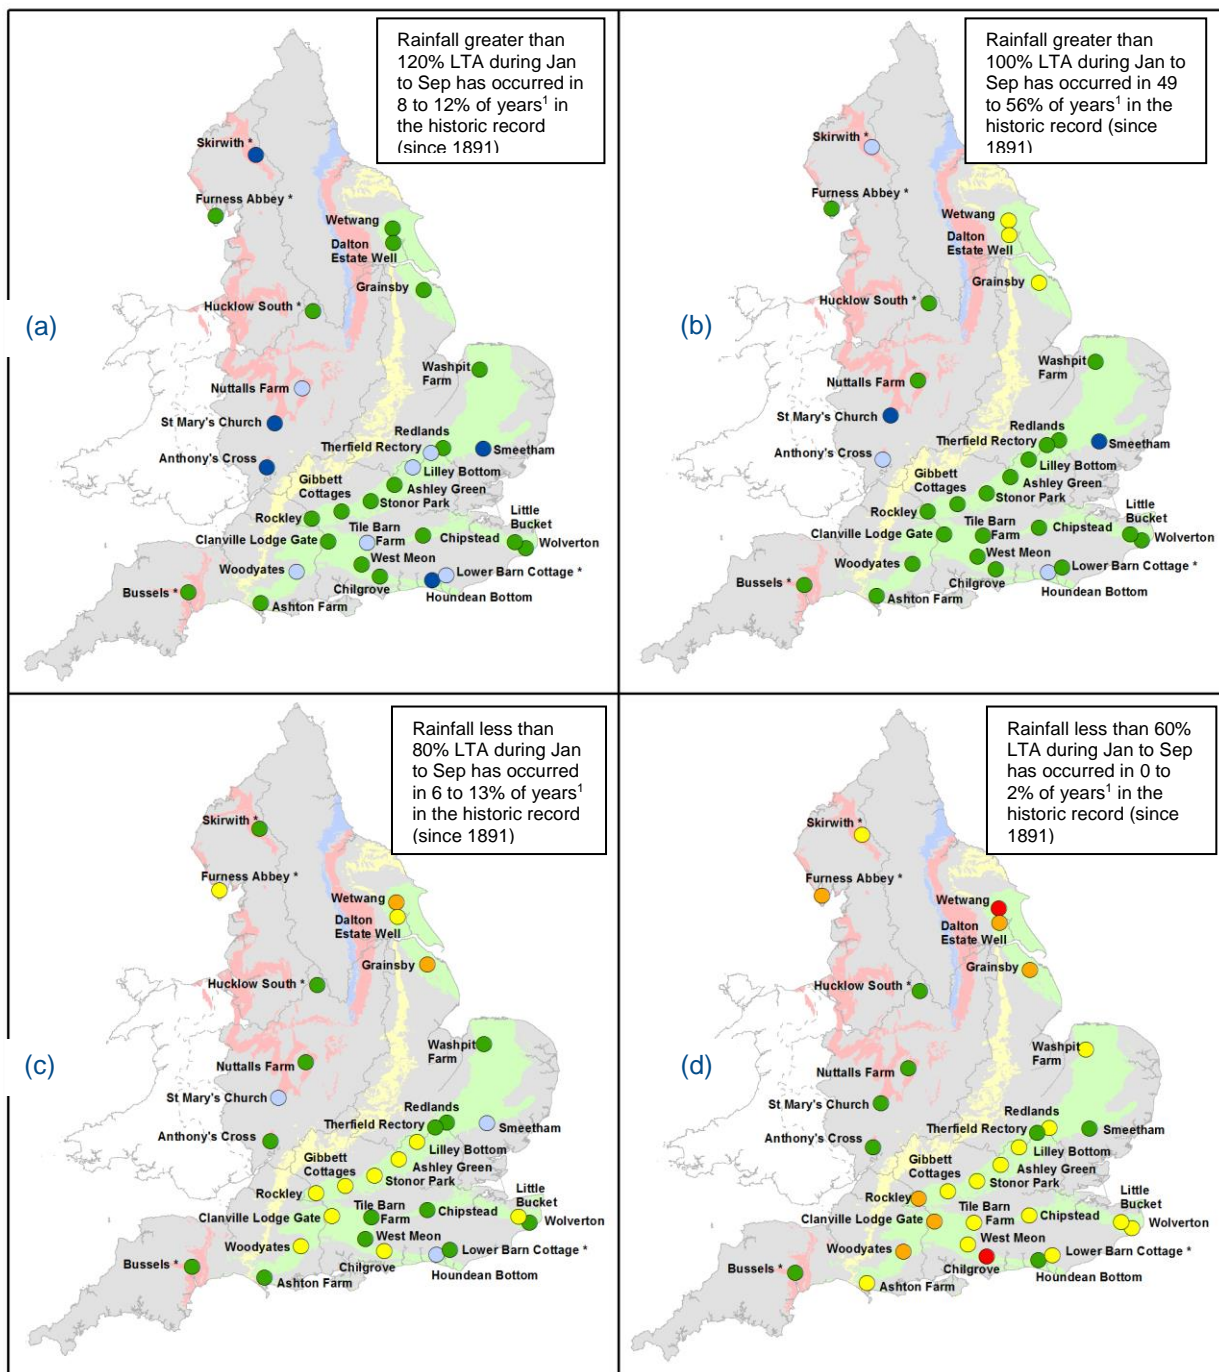 Rainfall greater than
120% LTA during Jan
to Sep has occurred in
8 to 12% of years¹ in
the historic record
(since 1891)
Skirwith *
Furness Abbey *
Wetwang
Dalton
Estate Well
Grainsby
Hucklow South *
(a)
Washpit
Farm
Nuttalls Farm
St Mary's Church
Redlands
Therfield Rectory
Smeetham
Anthony's Cross
Lilley Bottom
Gibbett
Cottages
Ashley Green
Stonor Park
Rockley
Little
Bucket
Tile Barn
Farm
Clanville Lodge Gate
Chipstead
Wolverton
West Meon
Woodyates
Lower Barn Cottage *
Bussels *
Chilgrove
Houndean Bottom
Ashton Farm
Rainfall greater than
100% LTA during Jan to
Sep has occurred in 49
to 56% of years¹ in the
historic record (since
1891)
Skirwith *
Furness Abbey *
Wetwang
Dalton
Estate Well
Grainsby
Hucklow South *
(b)
Washpit
Farm
Nuttalls Farm
St Mary's Church
Redlands
Therfield Rectory
Smeetham
Anthony's Cross
Lilley Bottom
Gibbett
Cottages
Ashley Green
Stonor Park
Rockley
Little
Bucket
Tile Barn
Farm
Clanville Lodge Gate
Chipstead
Wolverton
West Meon
Woodyates
Lower Barn Cottage *
Bussels *
Chilgrove
Houndean Bottom
Ashton Farm
Rainfall less than
80% LTA during Jan
to Sep has occurred
in 6 to 13% of years¹
in the historic record
(since 1891)
Skirwith *
Furness Abbey *
Wetwang
Dalton
Estate Well
Grainsby
Hucklow South *
(c)
Washpit
Farm
Nuttalls Farm
St Mary's Church
Redlands
Therfield Rectory
Smeetham
Anthony's Cross
Lilley Bottom
Gibbett
Cottages
Ashley Green
Stonor Park
Rockley
Little
Bucket
Tile Barn
Farm
Clanville Lodge Gate
Chipstead
Wolverton
West Meon
Woodyates
Lower Barn Cottage *
Bussels *
Chilgrove
Houndean Bottom
Ashton Farm
Rainfall less than 60%
LTA during Jan to Sep
has occurred in 0 to
2% of years¹ in the
historic record (since
1891)
Skirwith *
Furness Abbey *
Wetwang
Dalton
Estate Well
Grainsby
Hucklow South *
(d)
Washpit
Farm
Nuttalls Farm
St Mary's Church
Redlands
Therfield Rectory
Smeetham
Anthony's Cross
Lilley Bottom
Gibbett
Cottages
Ashley Green
Stonor Park
Rockley
Little
Bucket
Tile Barn
Farm
Clanville Lodge Gate
Chipstead
Wolverton
West Meon
Woodyates
Lower Barn Cottage *
Bussels *
Chilgrove
Houndean Bottom
Ashton Farm